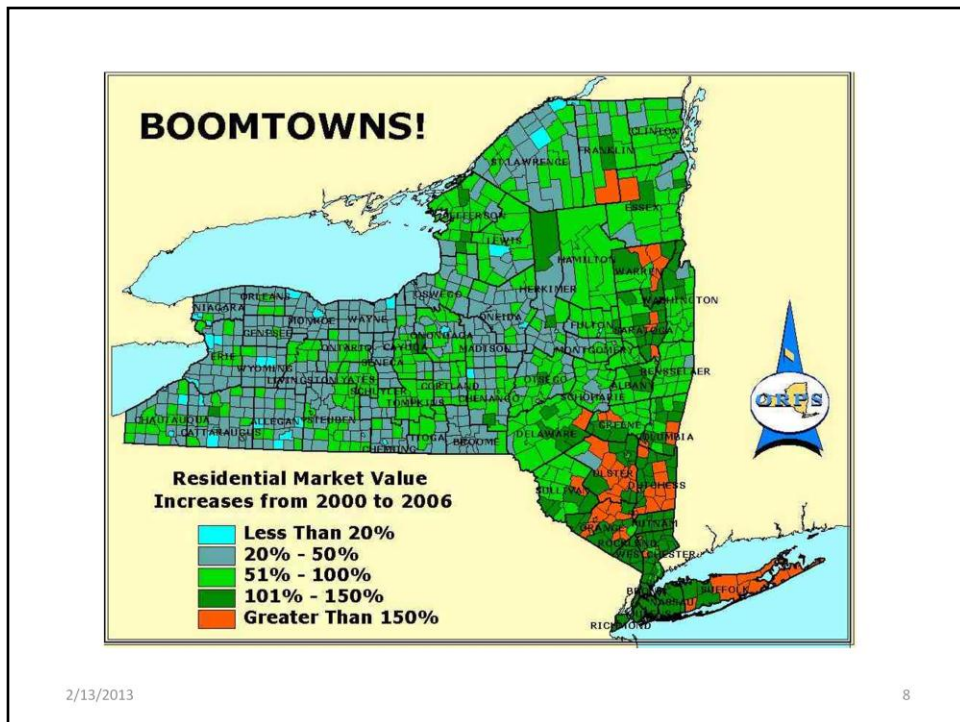 BOOMTOWNS!
CLINTON
FRANKLIN
ST.LAWRENCE
ESSEX
JEFFERSON
LEWIS
HAMILTON
WARREN
HERKIMER
WASHINGTON
OSWEGO
ORLEANS
NIAGARA
MONROE
WAYNE
ONEIDA
FULTON
SARATOGA
GENESEE
ONONDAGA
ONTARIO
CAYUGA
MADISON
MONTGOMERY
SENECA
ERIE
WYOMING
RENSSELAER
LIVINGSTON
YATES
OTSEGO
ALBANY
SCHUYLER
CORTLAND
SCHOHARIE
TOMPKINS
CHENANGO
ORPS
CHAUTAUQUA
ALLEGANY
STEUBEN
GREENE
CATTARAUGUS
TIOGA
BROOME
DELAWARE
COLUMBIA
CHEMUNG
ULSTER
DUTCHESS
SULLIVAN
Residential Market Value
Increases from 2000 to 2006
ORANGE
PUTNAM
ROCKLAND
WESTCHESTER
Less Than 20%
20% - 50%
51% - 100%
101% - 150%
Greater Than 150%
SUFFOLK
NASSAU
RICHMOND
2/13/2013
8